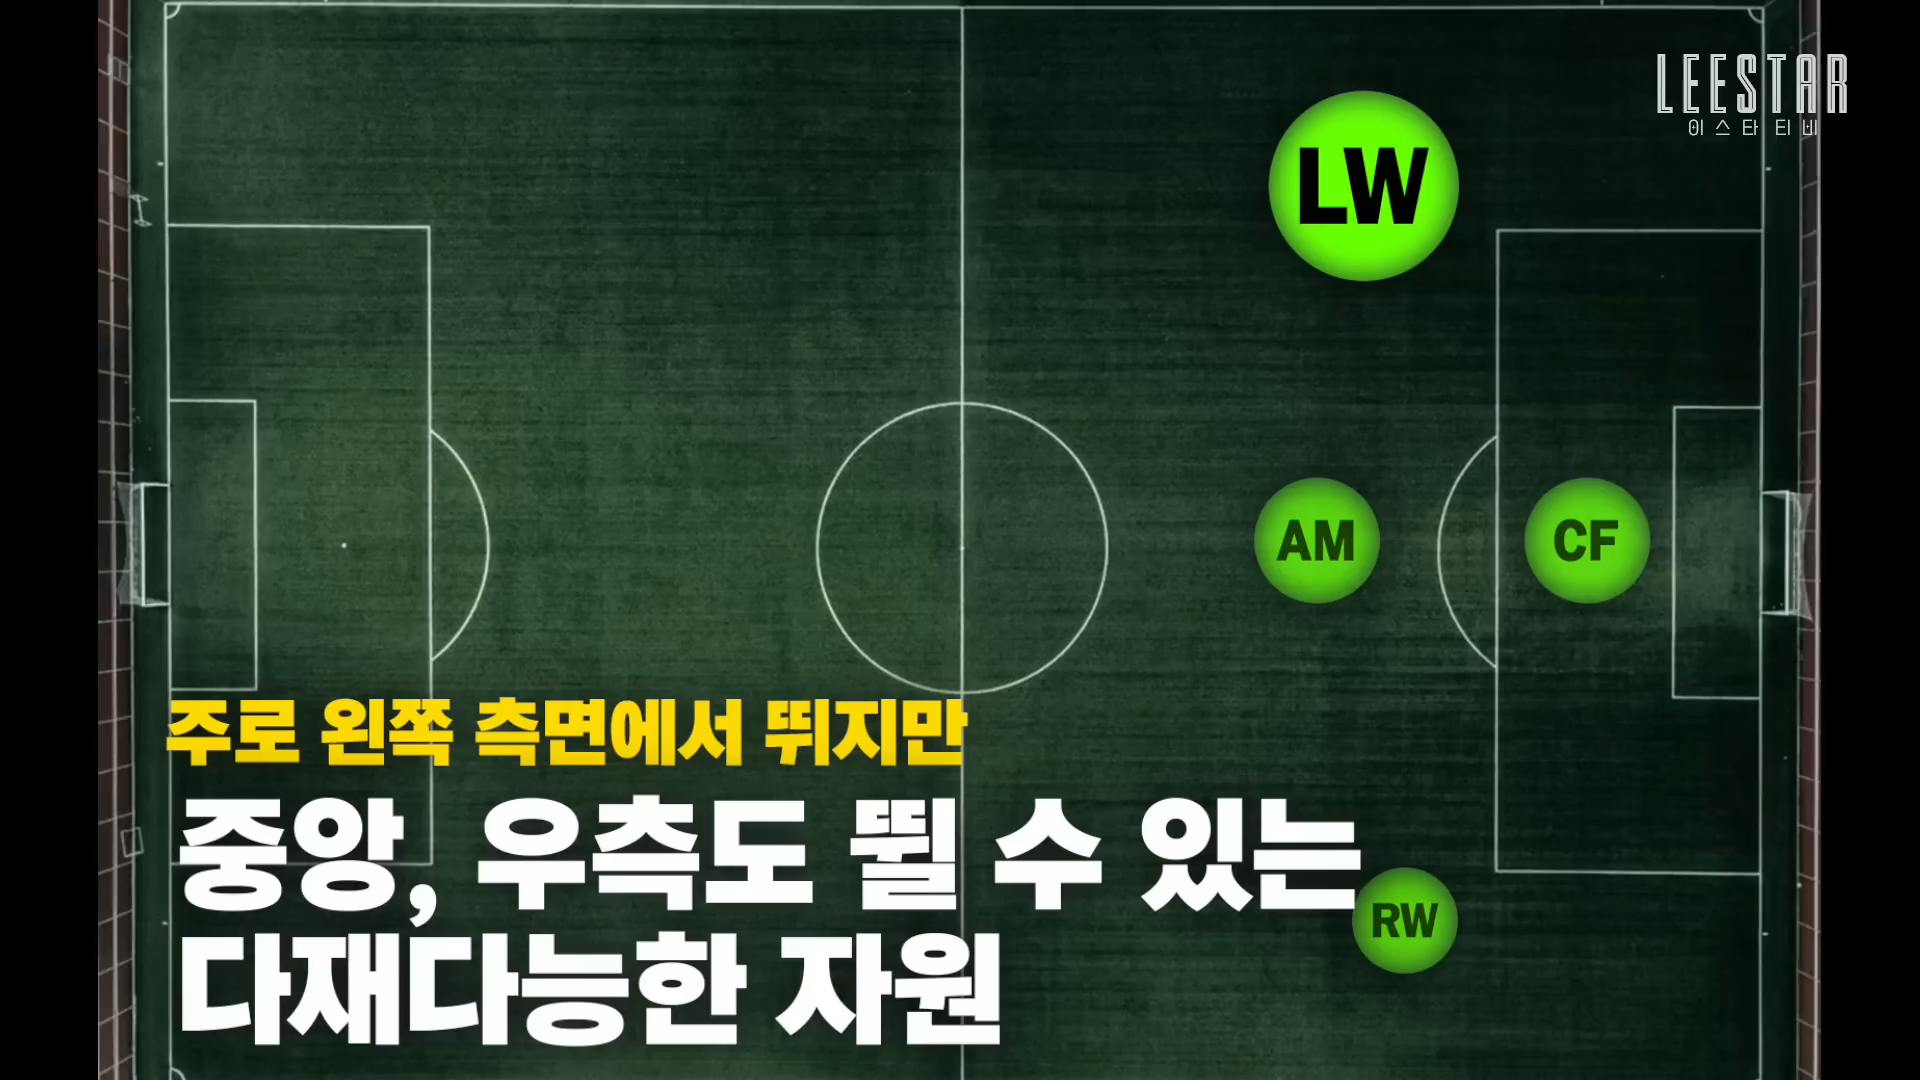 LEESTAR
이스타티비
LW
AM
CF
주로 왼쪽 측면에서 뛰지만
중앙, 우측도 뛸 수 있는
RW
다재다능한 자원